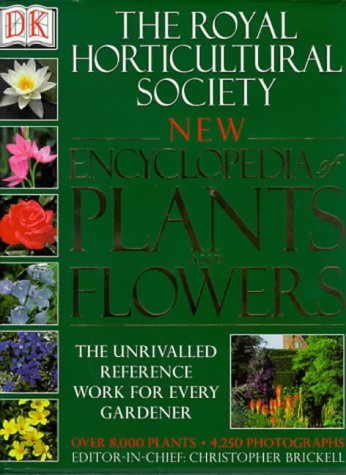 DK
THE ROYAL
HORTICULTURAL
SOCIETY
NEW
ENCYCLOPEDIA of
PLANTS
AND
FLOWERS
THE UNRIVALLED
REFERENCE
WORK FOR EVERY
GARDENER
OVER 8,000 PLANTS • 4,250 PHOTOGRAPHS
EDITOR-IN-CHIEF: CHRISTOPHER BRICKELL